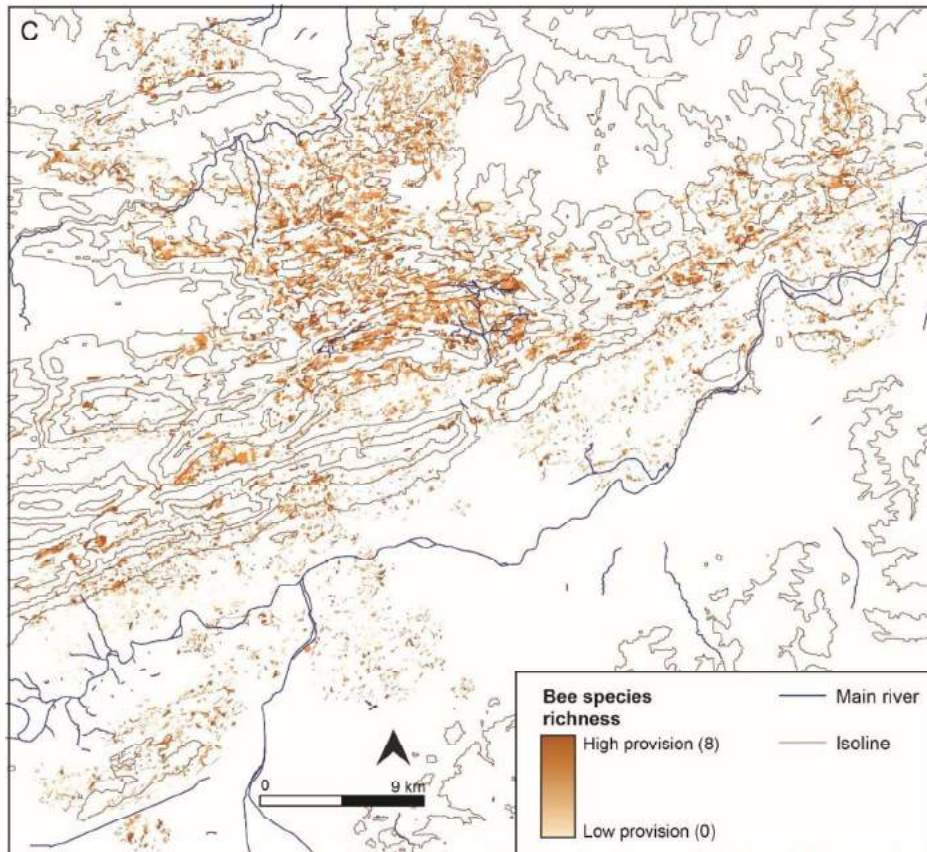 C
Bee species
richness
High provision (8)
Low provision (0)
Main river
Isoline
0 9 km